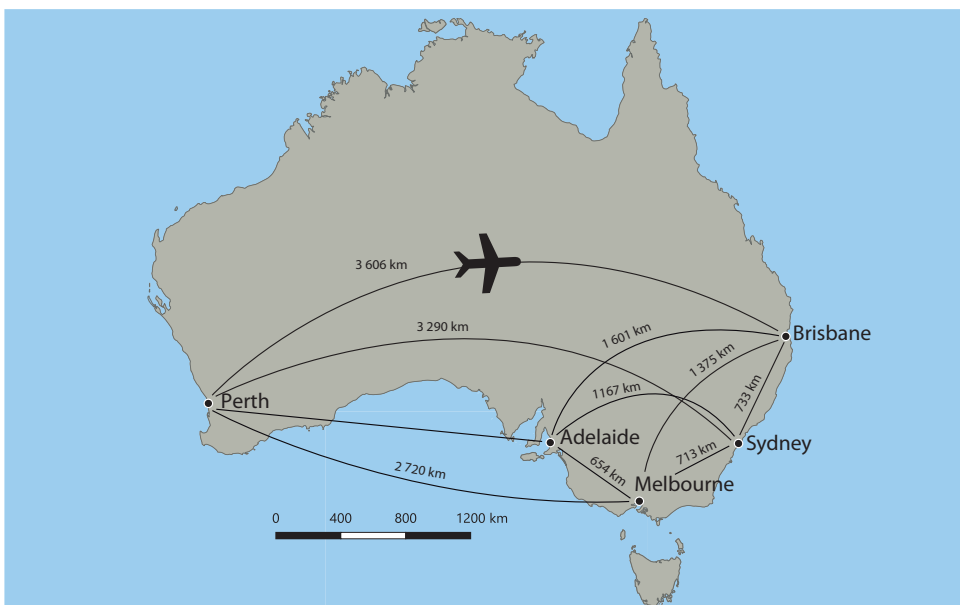 3 606 km
3 290 km
1 601 km
Brisbane
1 375 km
1167 km
733 km
Perth
Adelaide
Sydney
713 km
654 km
2 720 km
Melbourne
0 400 800 1200 km